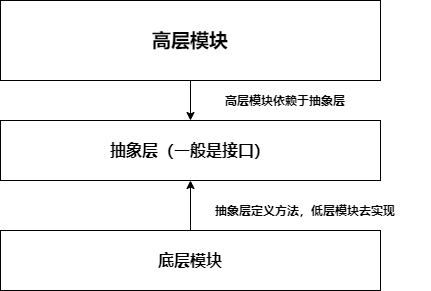 高层模块
高层模块依赖于抽象层
抽象层（一般是接口）
抽象层定义方法，低层模块去实现
底层模块